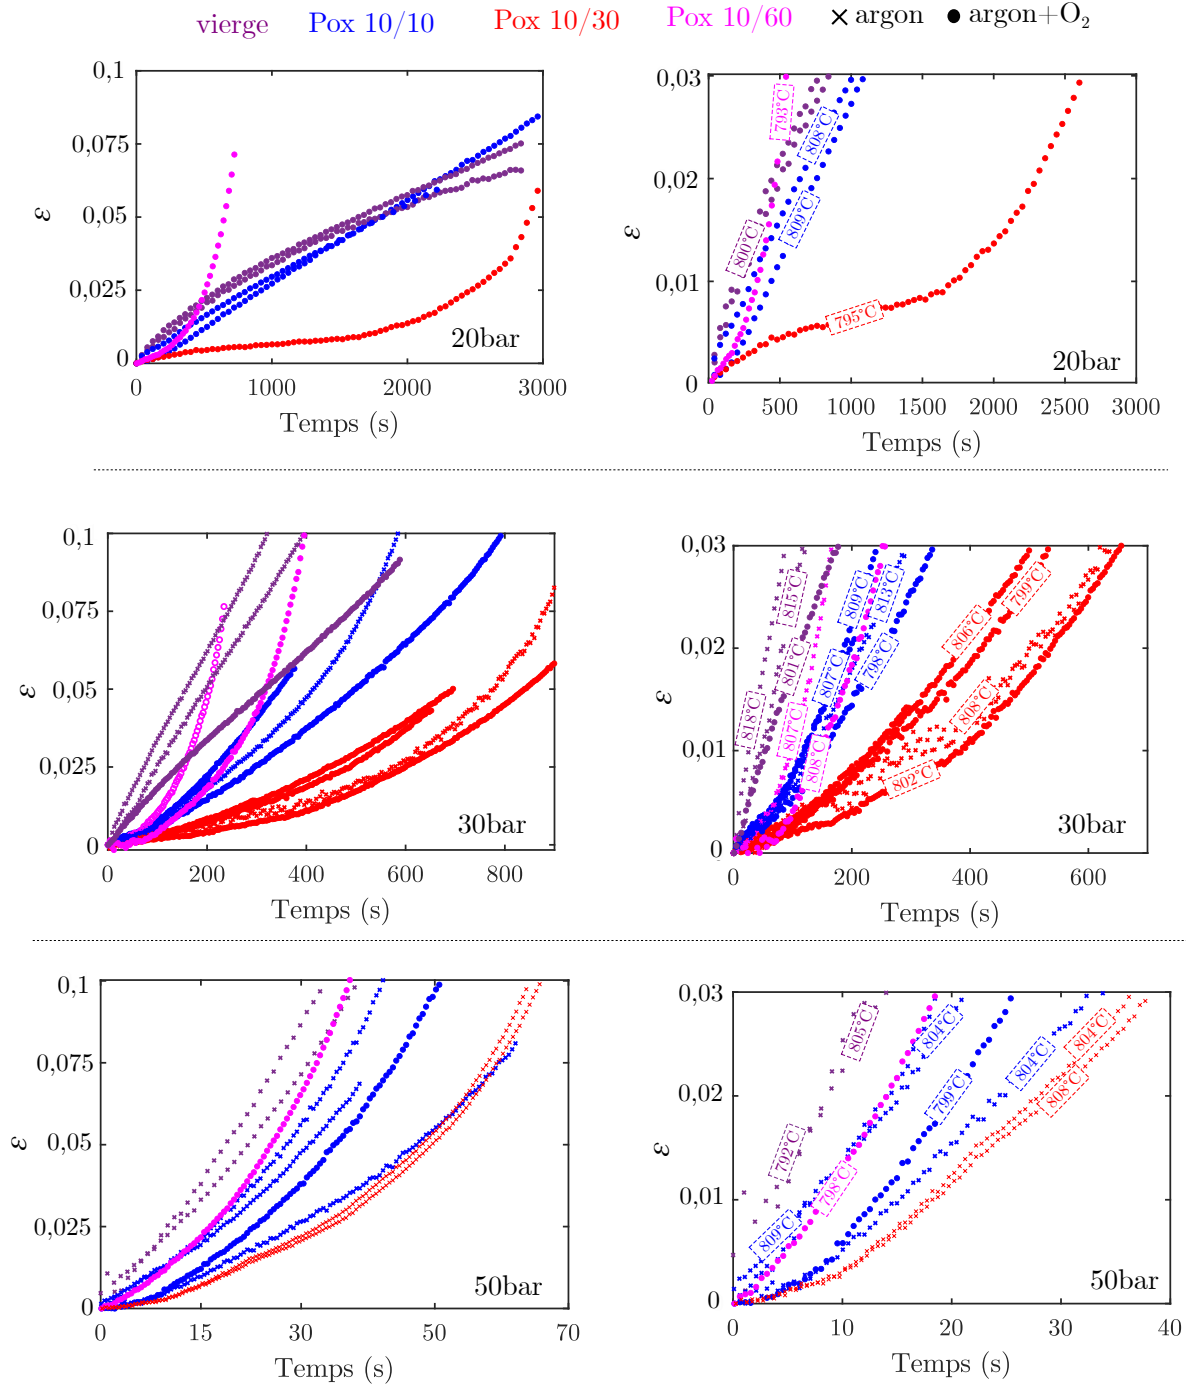 vierge Pox 10/10 Pox 10/30 Pox 10/60 × argon ● argon+O₂
0,1
0,075
0,05
0,025
0
ε
20bar
0 1000 2000 3000
Temps (s)
0,03
0,02
0,01
0
ε
793°C
808°C
809°C
800°C
795°C
20bar
0 500 1000 1500 2000 2500 3000
Temps (s)
0,1
0,075
0,05
0,025
0
ε
30bar
0 200 400 600 800
Temps (s)
0,03
0,02
0,01
0
ε
815°C
809°C
813°C
799°C
806°C
801°C
798°C
807°C
818°C
807°C
808°C
808°C
802°C
30bar
0 200 400 600
Temps (s)
0,1
0,075
0,05
0,025
0
ε
50bar
0 15 30 50 70
Temps (s)
0,03
0,02
0,01
0
ε
805°C
804°C
804°C
804°C
799°C
808°C
792°C
798°C
809°C
50bar
0 10 20 30 40
Temps (s)